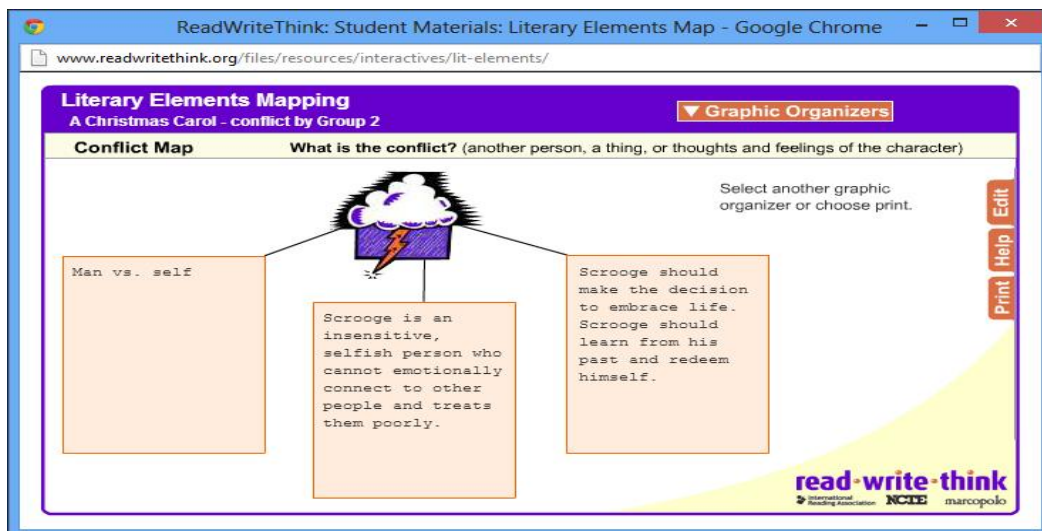 ReadWriteThink: Student Materials: Literary Elements Map - Google Chrome
www.readwritethink.org/files/resources/interactives/lit-elements/
Literary Elements Mapping
A Christmas Carol - conflict by Group 2
▼ Graphic Organizers
Conflict Map
What is the conflict? (another person, a thing, or thoughts and feelings of the character)
Select another graphic
organizer or choose print.
Edit
Help
Print
Man vs. self
Scrooge is an
insensitive,
selfish person who
cannot emotionally
connect to other
people and treats
them poorly.
Scrooge should
make the decision
to embrace life.
Scrooge should
learn from his
past and redeem
himself.
read·write·think
International
Reading Association
NCTE
marcopolo